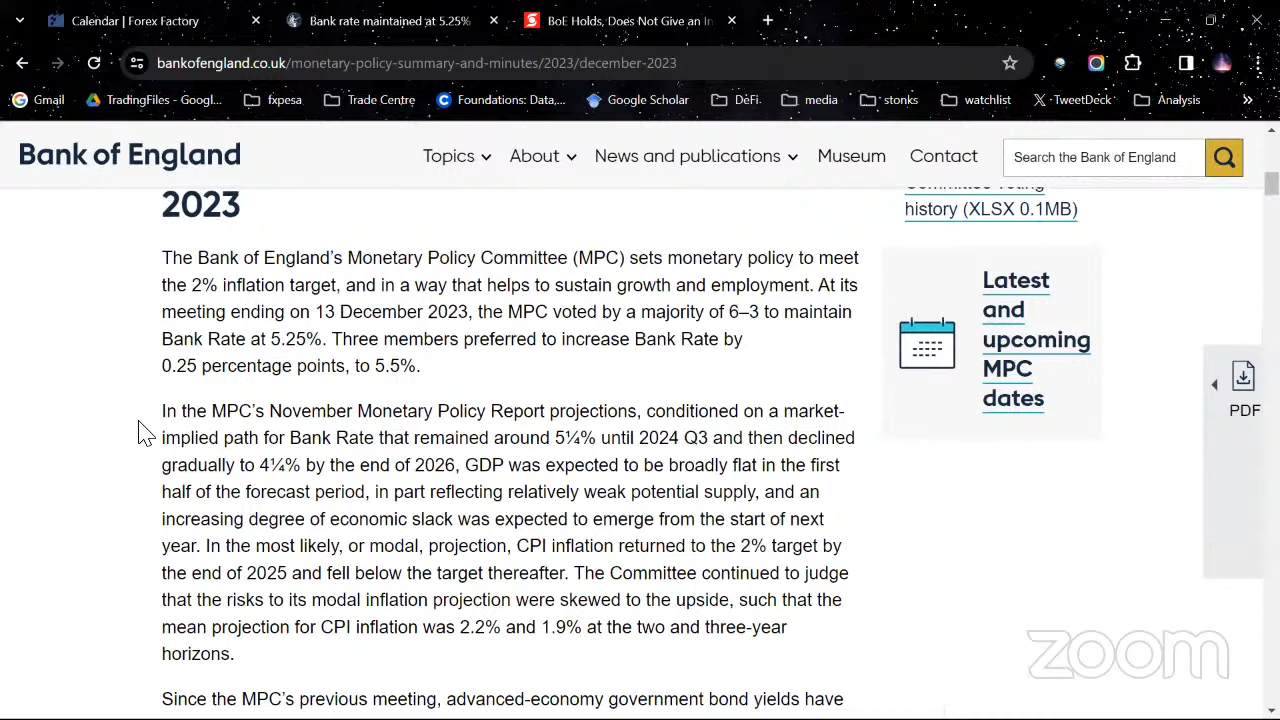 Calendar | Forex Factory
Bank rate maintained at 5.25%
BoE Holds, Does Not Give an In
bankofengland.co.uk/monetary-policy-summary-and-minutes/2023/december-2023
Gmail
TradingFiles - Googl...
fxpesa
Trade Centre
Foundations: Data,...
Google Scholar
DeFi
media
stonks
watchlist
TweetDeck
Analysis
Bank of England
Topics
About
News and publications
Museum
Contact
Search the Bank of England
2023
Committee voting
history (XLSX 0.1MB)
The Bank of England’s Monetary Policy Committee (MPC) sets monetary policy to meet
the 2% inflation target, and in a way that helps to sustain growth and employment. At its
meeting ending on 13 December 2023, the MPC voted by a majority of 6–3 to maintain
Bank Rate at 5.25%. Three members preferred to increase Bank Rate by
0.25 percentage points, to 5.5%.
In the MPC’s November Monetary Policy Report projections, conditioned on a market-
implied path for Bank Rate that remained around 5¼% until 2024 Q3 and then declined
gradually to 4¼% by the end of 2026, GDP was expected to be broadly flat in the first
half of the forecast period, in part reflecting relatively weak potential supply, and an
increasing degree of economic slack was expected to emerge from the start of next
year. In the most likely, or modal, projection, CPI inflation returned to the 2% target by
the end of 2025 and fell below the target thereafter. The Committee continued to judge
that the risks to its modal inflation projection were skewed to the upside, such that the
mean projection for CPI inflation was 2.2% and 1.9% at the two and three-year
horizons.
Since the MPC’s previous meeting, advanced-economy government bond yields have
Latest
and
upcoming
MPC
dates
PDF
zoom